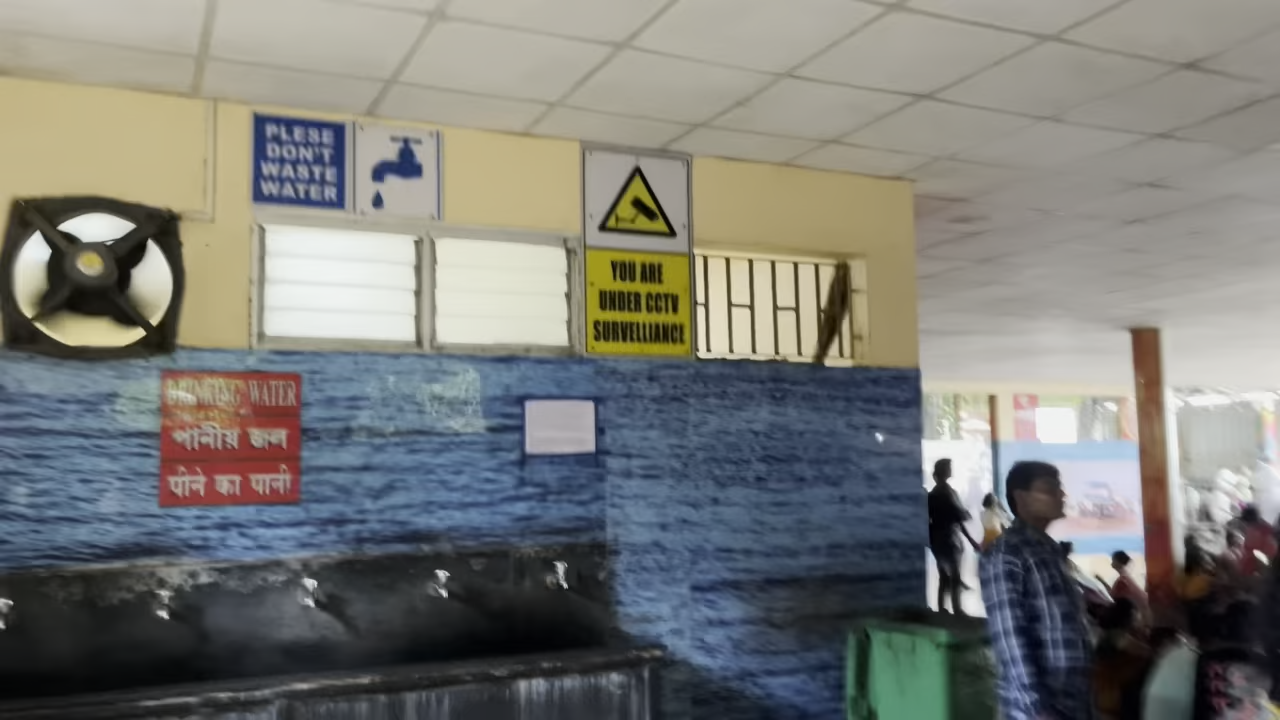 PLESE
DON'T
WASTE
WATER
YOU ARE
UNDER CCTV
SURVELLIANCE
DRINKING WATER
পানীয় জল
पीने का पानी